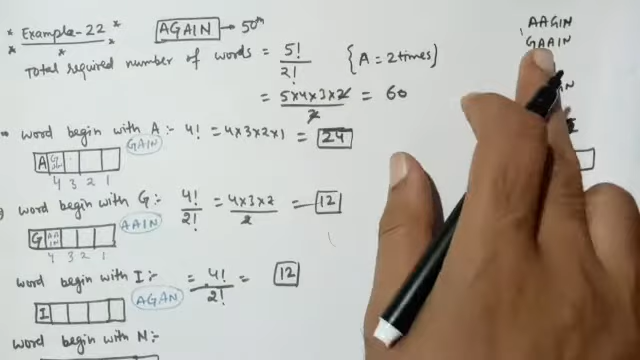 * Example-22 * AGAIN → 50th
* * *
Total required number of words = 5!/2! {A = 2 times}
= 5×4×3×2/2 = 60
word begin with A :- 4! = 4×3×2×1 = 24
GAIN
A
4 3 2 1
word begin with G :- 4!/2! = 4×3×2/2 = 12
AAIN
G
4 3 2 1
word begin with I :- = 4!/2! = 12
AGAN
I
word begin with N:-
AAGIN
GAAIN